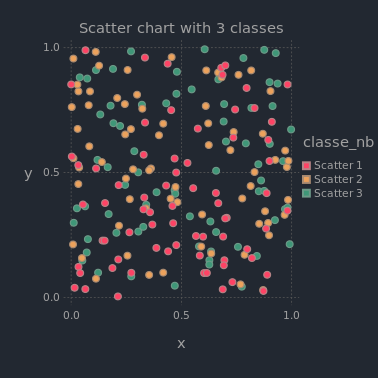 Scatter chart with 3 classes
1.0
0.5
0.0
y
0.0
0.5
1.0
x
classe_nb
Scatter 1
Scatter 2
Scatter 3